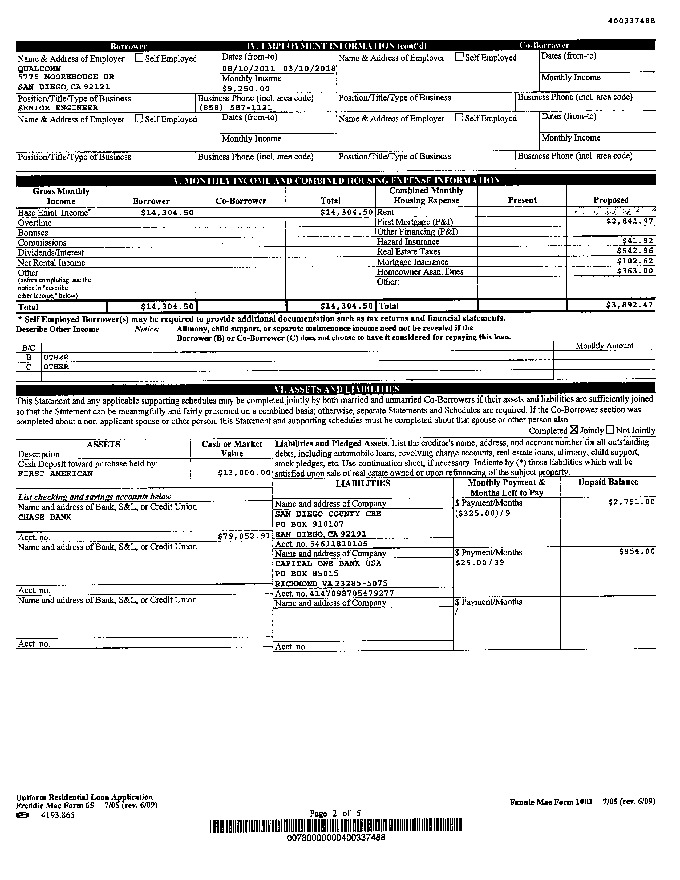 400337488
Borrower IV. EMPLOYMENT INFORMATION (cont'd) Co-Borrower
Name & Address of Employer Self Employed Dates (from-to) Name & Address of Employer Self Employed Dates (from-to)
QUALCOMM 08/10/2011 03/10/2018
5775 MOOREHOUSE DR Monthly Income Monthly Income
SAN DIEGO, CA 92121 $9,250.00
Position/Title/Type of Business Business Phone (incl. area code) Position/Title/Type of Business Business Phone (incl. area code)
SENIOR ENGINEER (858) 587-1121
Name & Address of Employer Self Employed Dates (from-to) Name & Address of Employer Self Employed Dates (from-to)
Monthly Income Monthly Income
Position/Title/Type of Business Business Phone (incl. area code) Position/Title/Type of Business Business Phone (incl. area code)
V. MONTHLY INCOME AND COMBINED HOUSING EXPENSE INFORMATION
Gross Monthly Income Borrower Co-Borrower Total Combined Monthly Housing Expense Present Proposed
Base Empl. Income* $14,304.50 $14,304.50 Rent
Overtime First Mortgage (P&I) $2,841.97
Bonuses Other Financing (P&I)
Commissions Hazard Insurance $41.92
Dividends/Interest Real Estate Taxes $542.96
Net Rental Income Mortgage Insurance $102.62
Other Homeowner Assn. Dues $363.00
(before completing, see the notice in "describe other income," below) Other:
Total $14,304.50 $14,304.50 Total $3,892.47
* Self Employed Borrower(s) may be required to provide additional documentation such as tax returns and financial statements.
Describe Other Income Notice: Alimony, child support, or separate maintenance income need not be revealed if the
Borrower (B) or Co-Borrower (C) does not choose to have it considered for repaying this loan.
B/C Monthly Amount
B OTHER
C OTHER
VI. ASSETS AND LIABILITIES
This Statement and any applicable supporting schedules may be completed jointly by both married and unmarried Co-Borrowers if their assets and liabilities are sufficiently joined
so that the Statement can be meaningfully and fairly presented on a combined basis; otherwise, separate Statements and Schedules are required. If the Co-Borrower section was
completed about a non-applicant spouse or other person, this Statement and supporting schedules must be completed about that spouse or other person also.
Completed Jointly Not Jointly
ASSETS Cash or Market Value
Description
Cash Deposit toward purchase held by:
FIRST AMERICAN $13,000.00
Liabilities and Pledged Assets. List the creditor's name, address, and account number for all outstanding
debts, including automobile loans, revolving charge accounts, real estate loans, alimony, child support,
stock pledges, etc. Use continuation sheet, if necessary. Indicate by (*) those liabilities which will be
satisfied upon sale of real estate owned or upon refinancing of the subject property.
LIABILITIES Monthly Payment & Months Left to Pay Unpaid Balance
List checking and savings accounts below
Name and address of Bank, S&L, or Credit Union
CHASE BANK
Acct. no. $79,052.91
Name and address of Company $ Payment/Months $2,751.00
SAN DIEGO COUNTY CRE ($325.00)/9
PO BOX 910107
SAN DIEGO, CA 92191
Acct. no. 54611810105
Name and address of Bank, S&L, or Credit Union
Acct. no.
Name and address of Company $ Payment/Months $854.00
CAPITAL ONE BANK USA $25.00/39
PO BOX 85015
RICHMOND, VA 23285-5075
Acct. no. 4147098705479277
Name and address of Bank, S&L, or Credit Union
Acct. no.
Name and address of Company $ Payment/Months
/
Acct. no.
Uniform Residential Loan Application
Freddie Mac Form 65 7/05 (rev. 6/09) Fannie Mae Form 1003 7/05 (rev. 6/09)
4193.865 Page 2 of 5
0078000000400337488